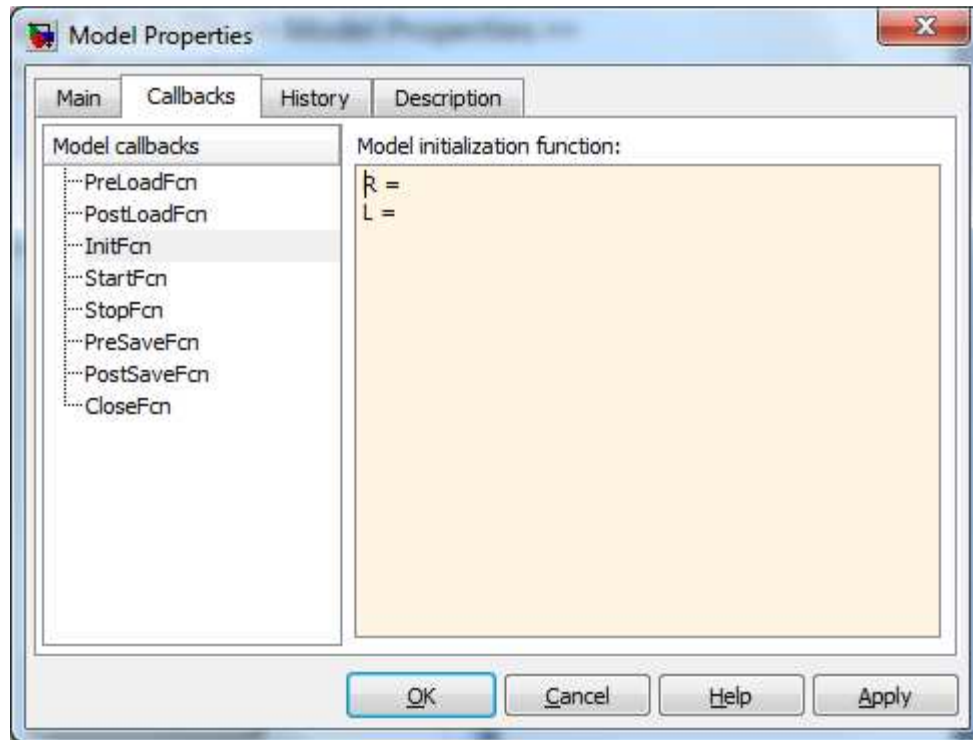 Model Properties
Main Callbacks History Description
Model callbacks
PreLoadFcn
PostLoadFcn
InitFcn
StartFcn
StopFcn
PreSaveFcn
PostSaveFcn
CloseFcn
Model initialization function:
R =
L =
OK Cancel Help Apply